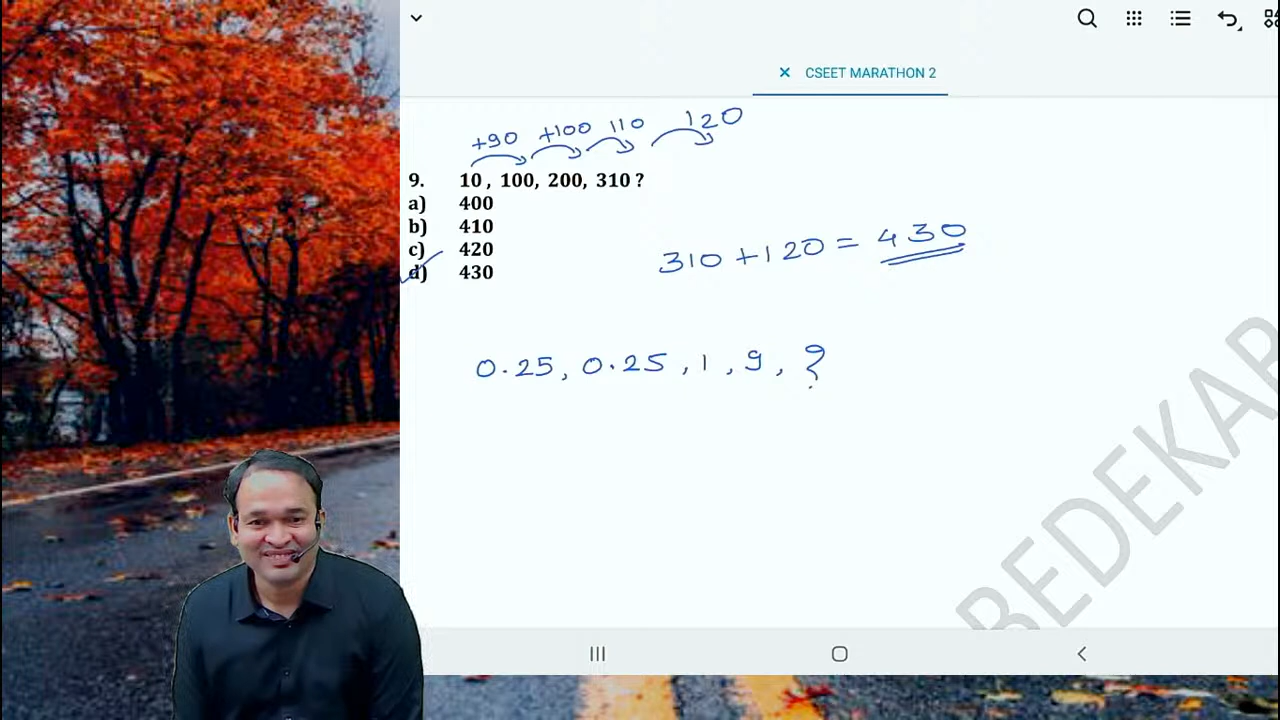 CSEET MARATHON 2
+90 +100 110 120
9. 10 , 100, 200, 310 ?
a) 400
b) 410
c) 420
d) 430
310 + 120 = 430
0.25, 0.25, 1, 9, ?
BEDEKAR